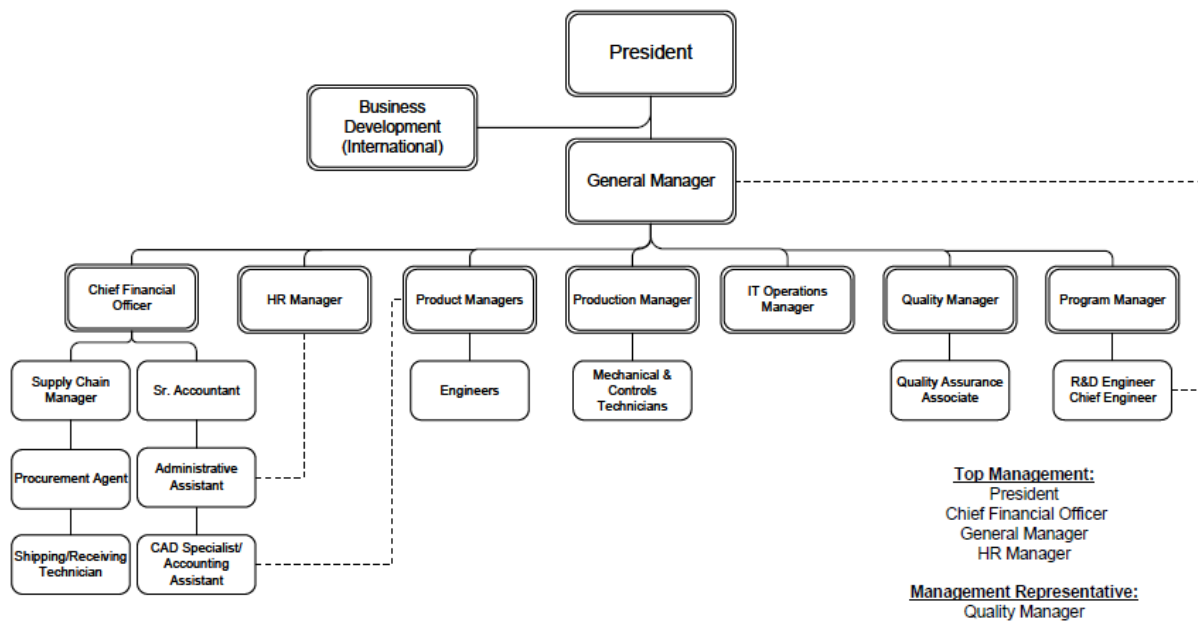 President
Business
Development
(International)
General Manager
Chief Financial
Officer
HR Manager
Product Managers
Production Manager
IT Operations
Manager
Quality Manager
Program Manager
Supply Chain
Manager
Sr. Accountant
Engineers
Mechanical &
Controls
Technicians
Quality Assurance
Associate
R&D Engineer
Chief Engineer
Procurement Agent
Administrative
Assistant
Shipping/Receiving
Technician
CAD Specialist/
Accounting
Assistant
Top Management:
President
Chief Financial Officer
General Manager
HR Manager
Management Representative:
Quality Manager